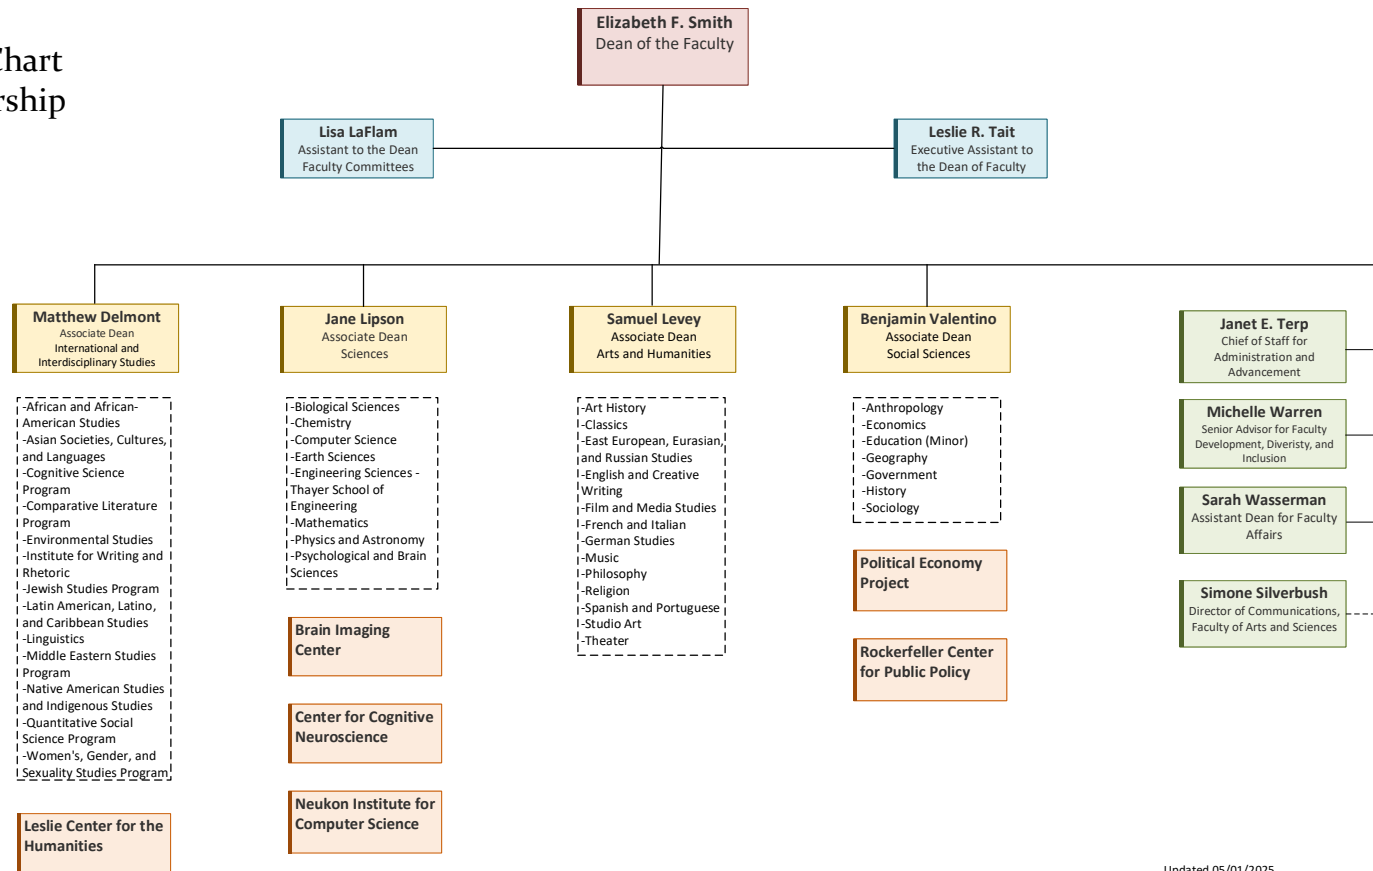 Elizabeth F. Smith
Dean of the Faculty
Chart
rship
Lisa LaFlam
Assistant to the Dean
Faculty Committees
Leslie R. Tait
Executive Assistant to
the Dean of Faculty
Matthew Delmont
Associate Dean
International and
Interdisciplinary Studies
Jane Lipson
Associate Dean
Sciences
Samuel Levey
Associate Dean
Arts and Humanities
Benjamin Valentino
Associate Dean
Social Sciences
Janet E. Terp
Chief of Staff for
Administration and
Advancement
Michelle Warren
Senior Advisor for Faculty
Development, Diveristy, and
Inclusion
Sarah Wasserman
Assistant Dean for Faculty
Affairs
Simone Silverbush
Director of Communications,
Faculty of Arts and Sciences
-African and African-
American Studies
-Asian Societies, Cultures,
and Languages
-Cognitive Science
Program
-Comparative Literature
Program
-Environmental Studies
-Institute for Writing and
Rhetoric
-Jewish Studies Program
-Latin American, Latino,
and Caribbean Studies
-Linguistics
-Middle Eastern Studies
Program
-Native American Studies
and Indigenous Studies
-Quantitative Social
Science Program
-Women's, Gender, and
Sexuality Studies Program
Leslie Center for the
Humanities
-Biological Sciences
-Chemistry
-Computer Science
-Earth Sciences
-Engineering Sciences -
Thayer School of
Engineering
-Mathematics
-Physics and Astronomy
-Psychological and Brain
Sciences
Brain Imaging
Center
Center for Cognitive
Neuroscience
Neukon Institute for
Computer Science
-Art History
-Classics
-East European, Eurasian,
and Russian Studies
-English and Creative
Writing
-Film and Media Studies
-French and Italian
-German Studies
-Music
-Philosophy
-Religion
-Spanish and Portuguese
-Studio Art
-Theater
-Anthropology
-Economics
-Education (Minor)
-Geography
-Government
-History
-Sociology
Political Economy
Project
Rockerfeller Center
for Public Policy
Updated 05/01/2025